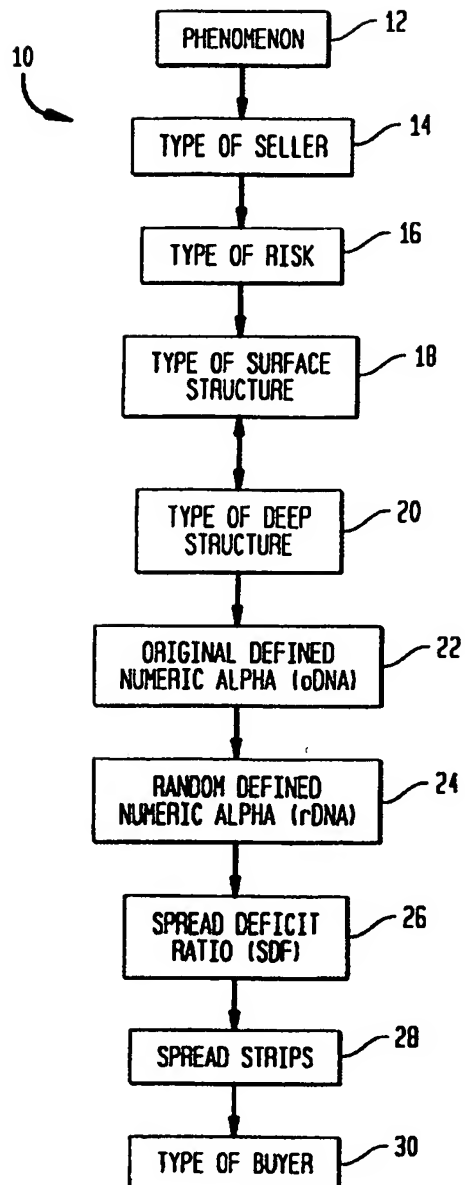 PHENOMENON
12
10
TYPE OF SELLER
14
TYPE OF RISK
16
TYPE OF SURFACE
STRUCTURE
18
TYPE OF DEEP
STRUCTURE
20
ORIGINAL DEFINED
NUMERIC ALPHA (oDNA)
22
RANDOM DEFINED
NUMERIC ALPHA (rDNA)
24
SPREAD DEFICIT
RATIO (SDF)
26
SPREAD STRIPS
28
TYPE OF BUYER
30